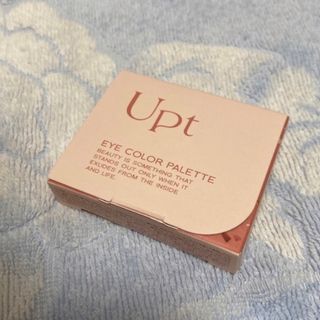 Upt
EYE COLOR PALETTE
BEAUTY IS SOMETHING THAT
STANDS OUT ONLY WHEN IT
EXUDES FROM THE INSIDE
AND LIFE.